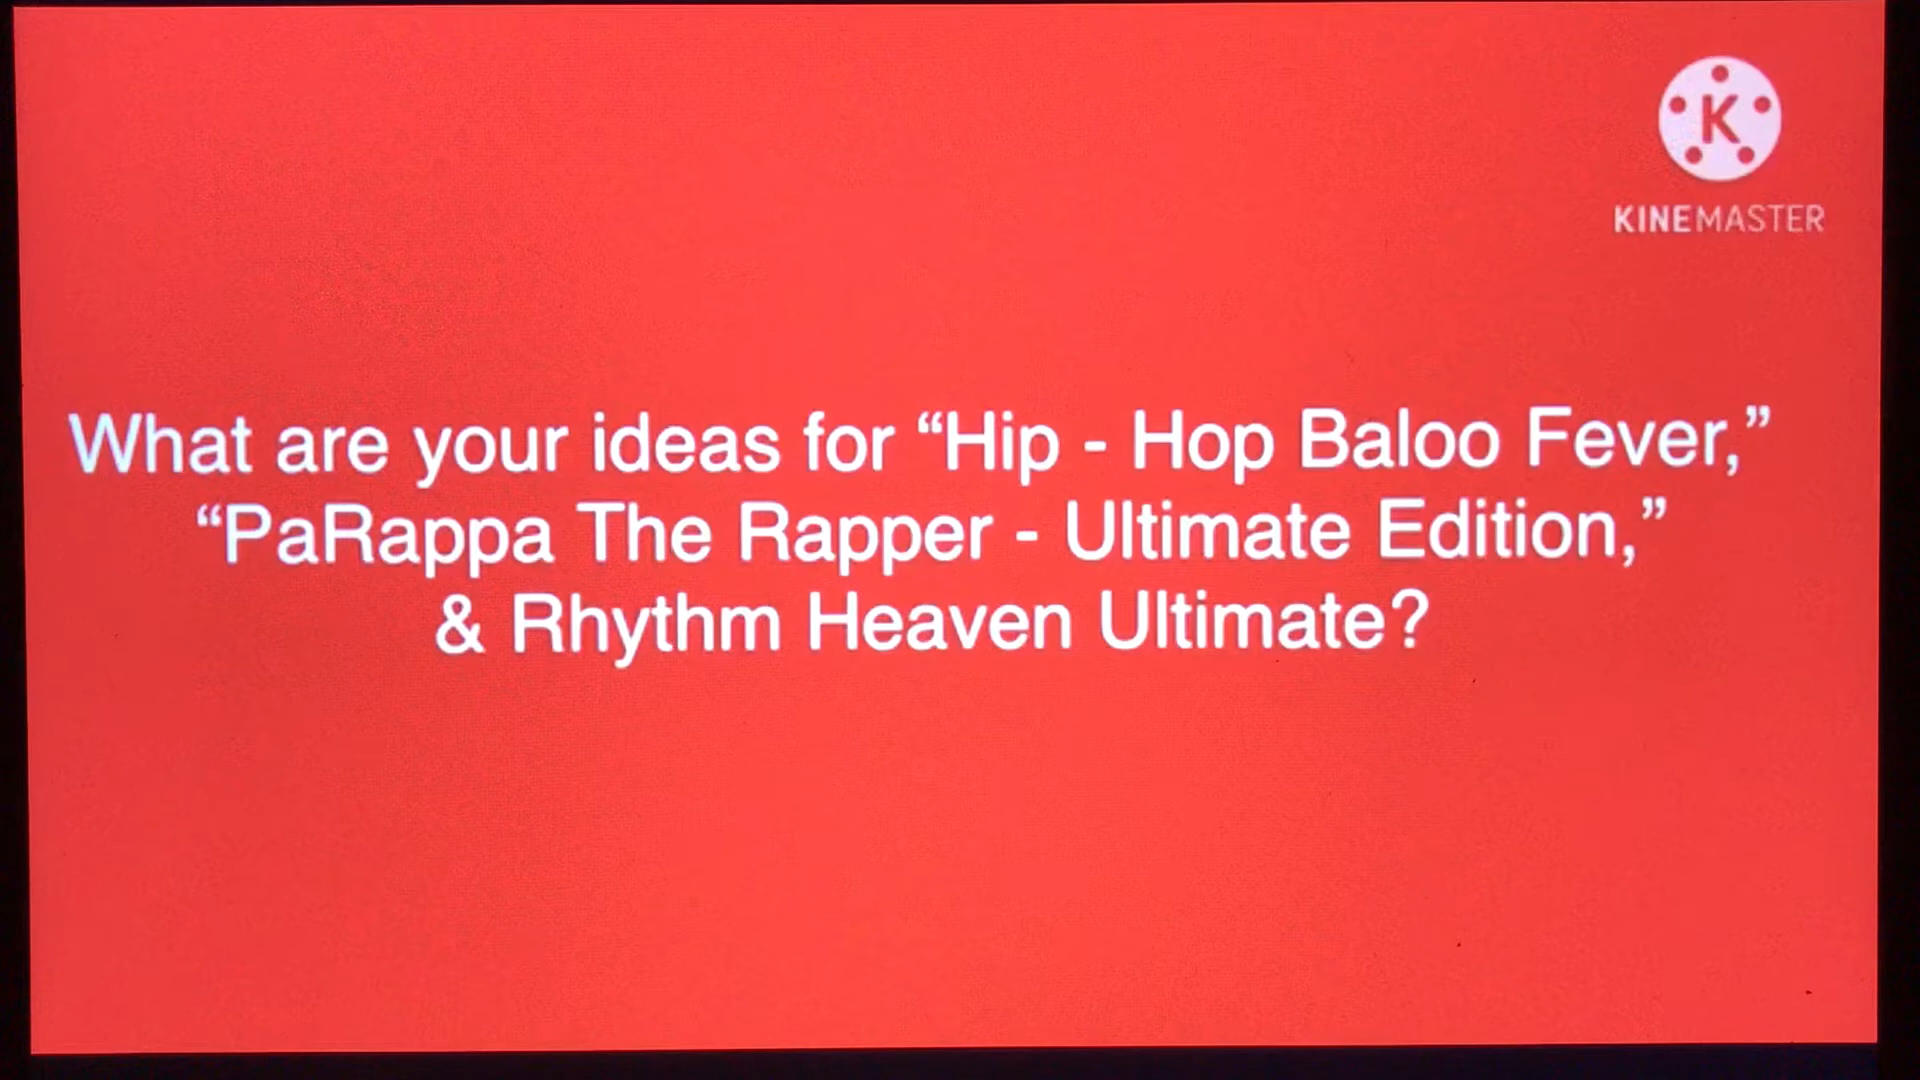 K
KINEMASTER
What are your ideas for “Hip - Hop Baloo Fever,”
“PaRappa The Rapper - Ultimate Edition,”
& Rhythm Heaven Ultimate?